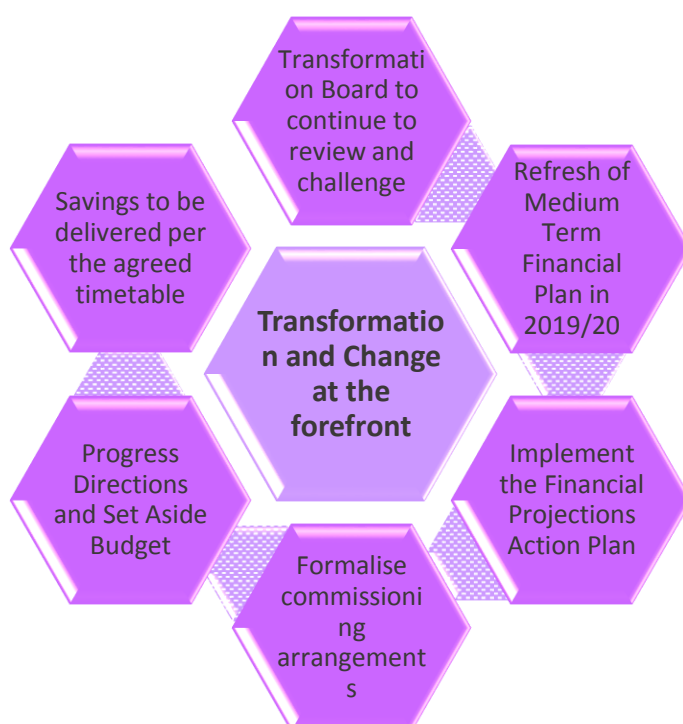 Transformati
on Board to
continue to
review and
challenge
Refresh of
Medium
Term
Financial
Plan in
2019/20
Implement
the Financial
Projections
Action Plan
Formalise
commissioni
ng
arrangement
s
Progress
Directions
and Set Aside
Budget
Savings to be
delivered per
the agreed
timetable
Transformatio
n and Change
at the
forefront